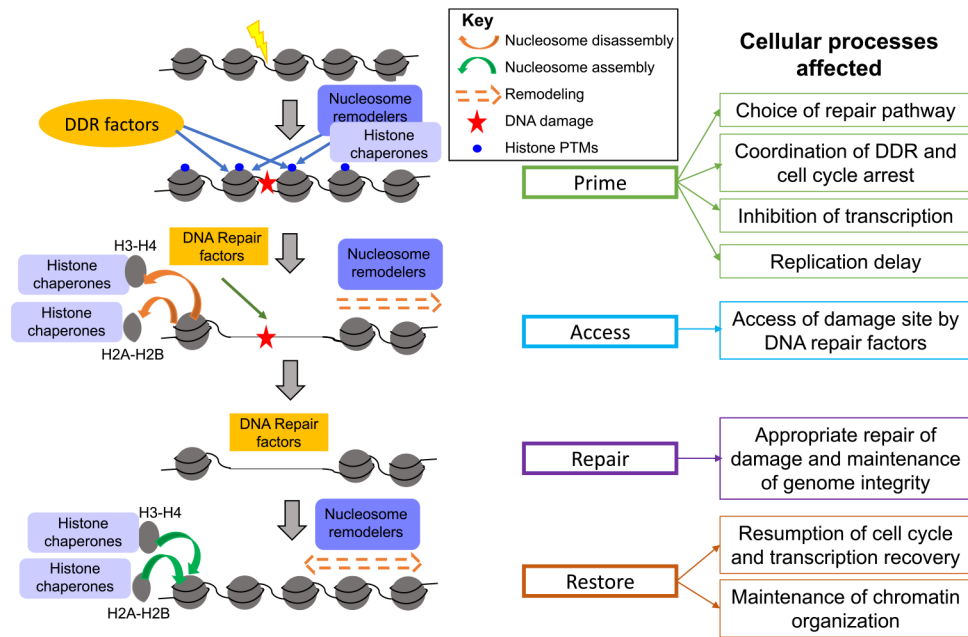 Key
Nucleosome disassembly
Nucleosome assembly
Remodeling
DNA damage
Histone PTMs
Cellular processes
affected
DDR factors
Nucleosome
remodelers
Histone
chaperones
Prime
Choice of repair pathway
Coordination of DDR and
cell cycle arrest
Inhibition of transcription
Replication delay
DNA Repair
factors
H3-H4
Histone
chaperones
Histone
chaperones
H2A-H2B
Nucleosome
remodelers
Access
Access of damage site by
DNA repair factors
DNA Repair
factors
Repair
Appropriate repair of
damage and maintenance
of genome integrity
H3-H4
Histone
chaperones
Histone
chaperones
H2A-H2B
Nucleosome
remodelers
Restore
Resumption of cell cycle
and transcription recovery
Maintenance of chromatin
organization